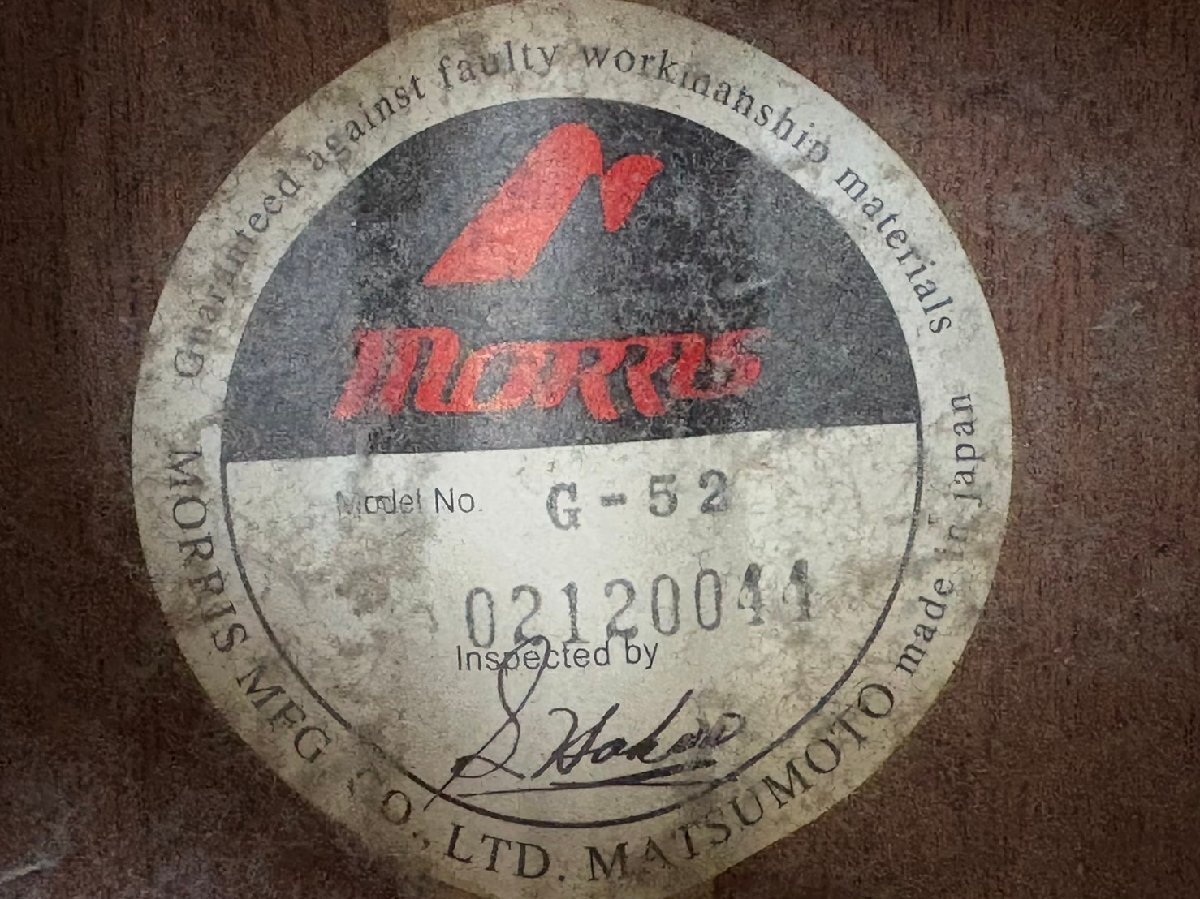 Guaranteed against faulty workmanship materials
Morris
Model No. G-52
02120044
Inspected by
MORRIS MFG CO., LTD. MATSUMOTO made in japan